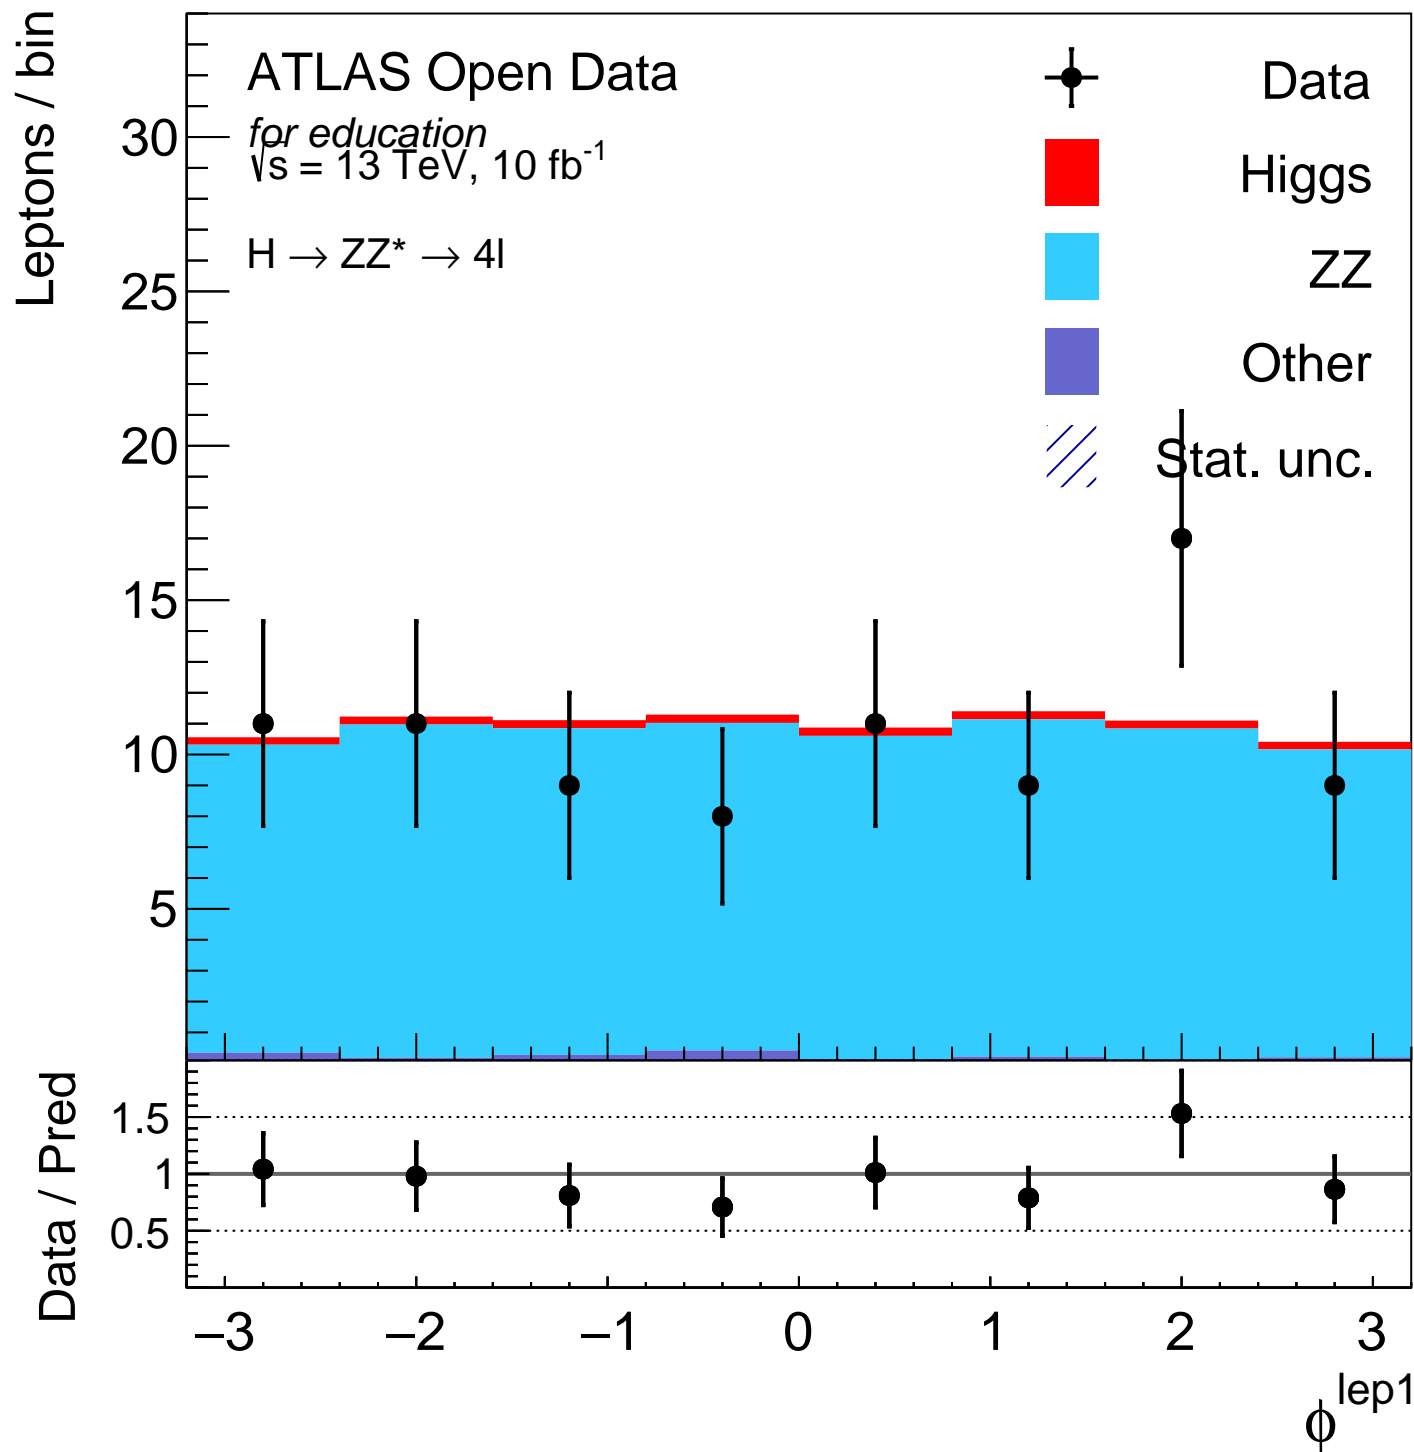 Leptons / bin
ATLAS Open Data
for education
√s = 13 TeV, 10 fb-1
H → ZZ* → 4l
Data
Higgs
ZZ
Other
Stat. unc.
30
25
20
15
10
5
Data / Pred
1.5
1
0.5
−3 −2 −1 0 1 2 3
ϕlep1